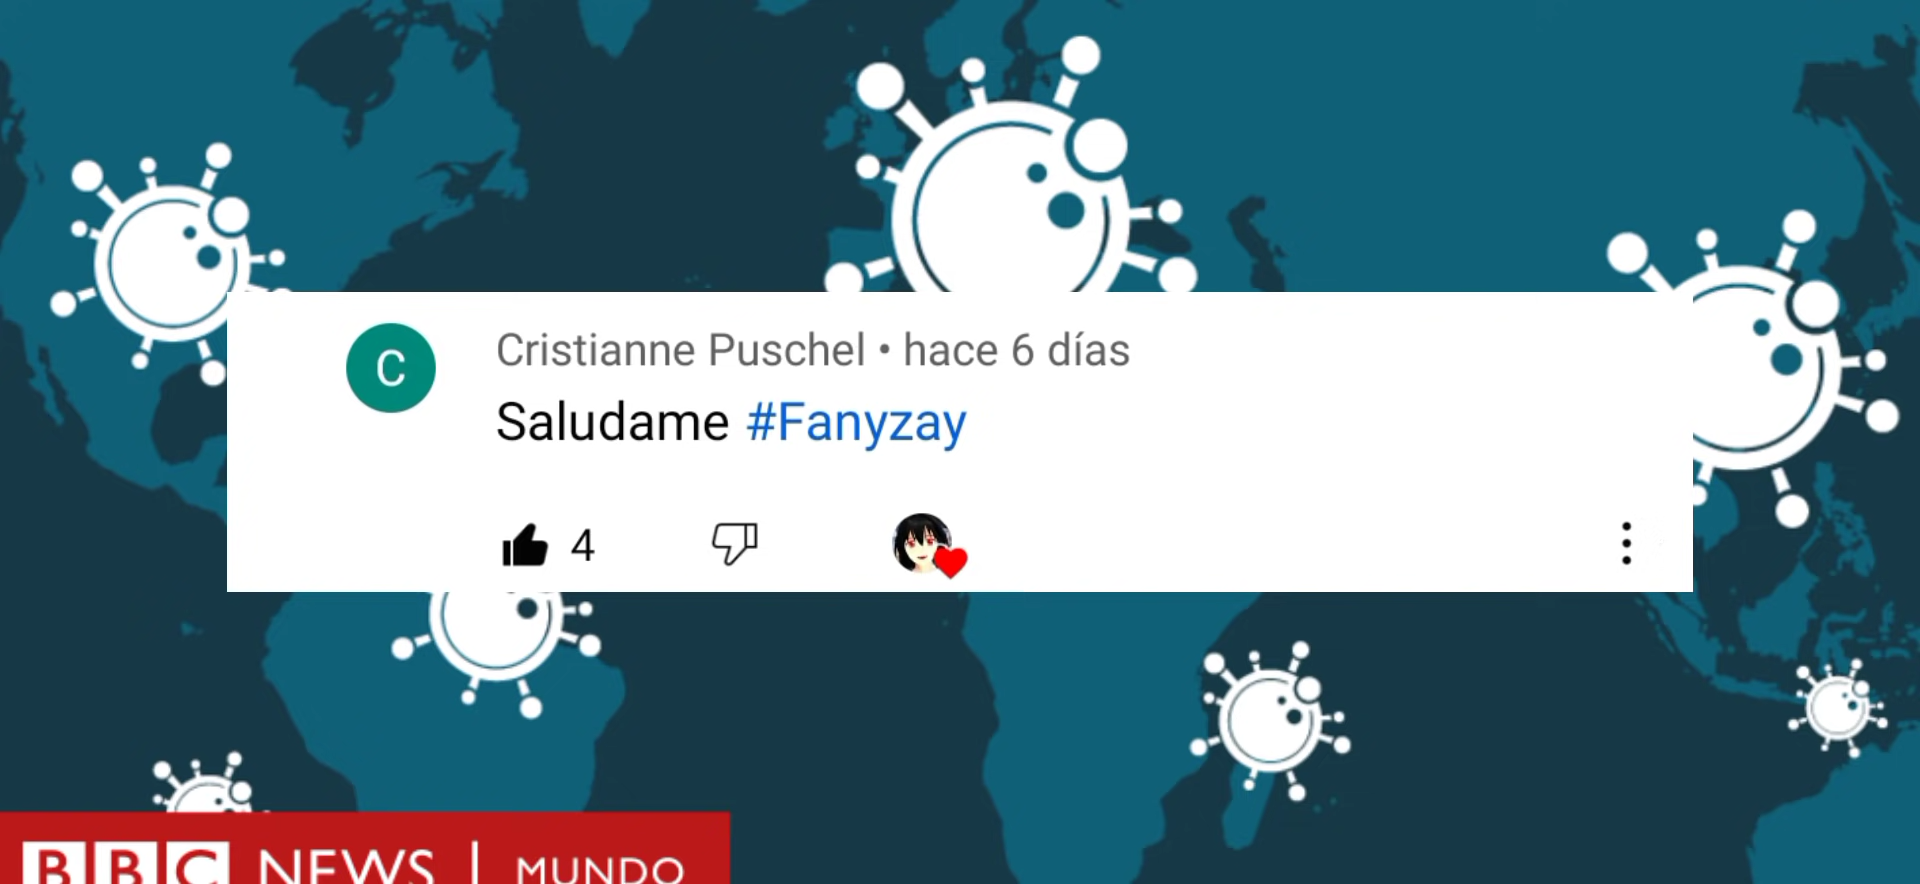 C
Cristianne Puschel • hace 6 días
Saludame #Fanyzay
4
BBC NEWS | MUNDO